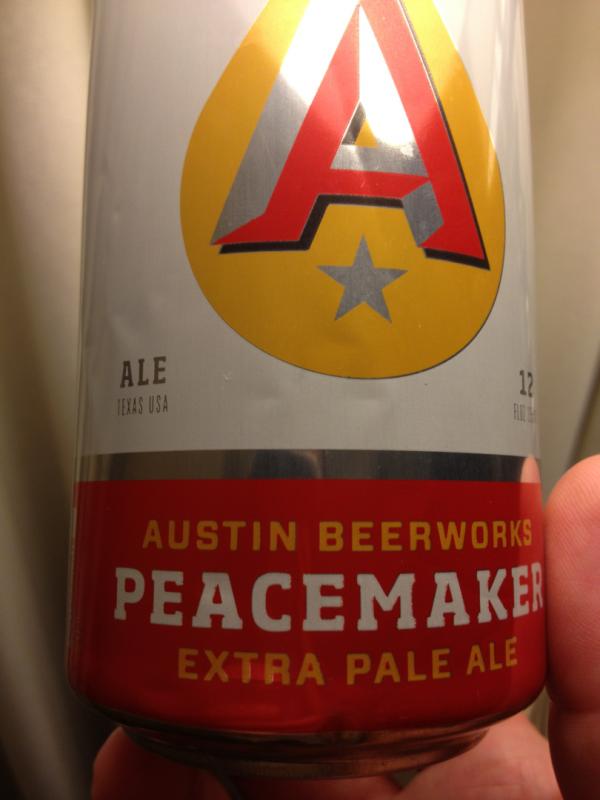 A
ALE
TEXAS USA
12
AUSTIN BEERWORKS
PEACEMAKER
EXTRA PALE ALE